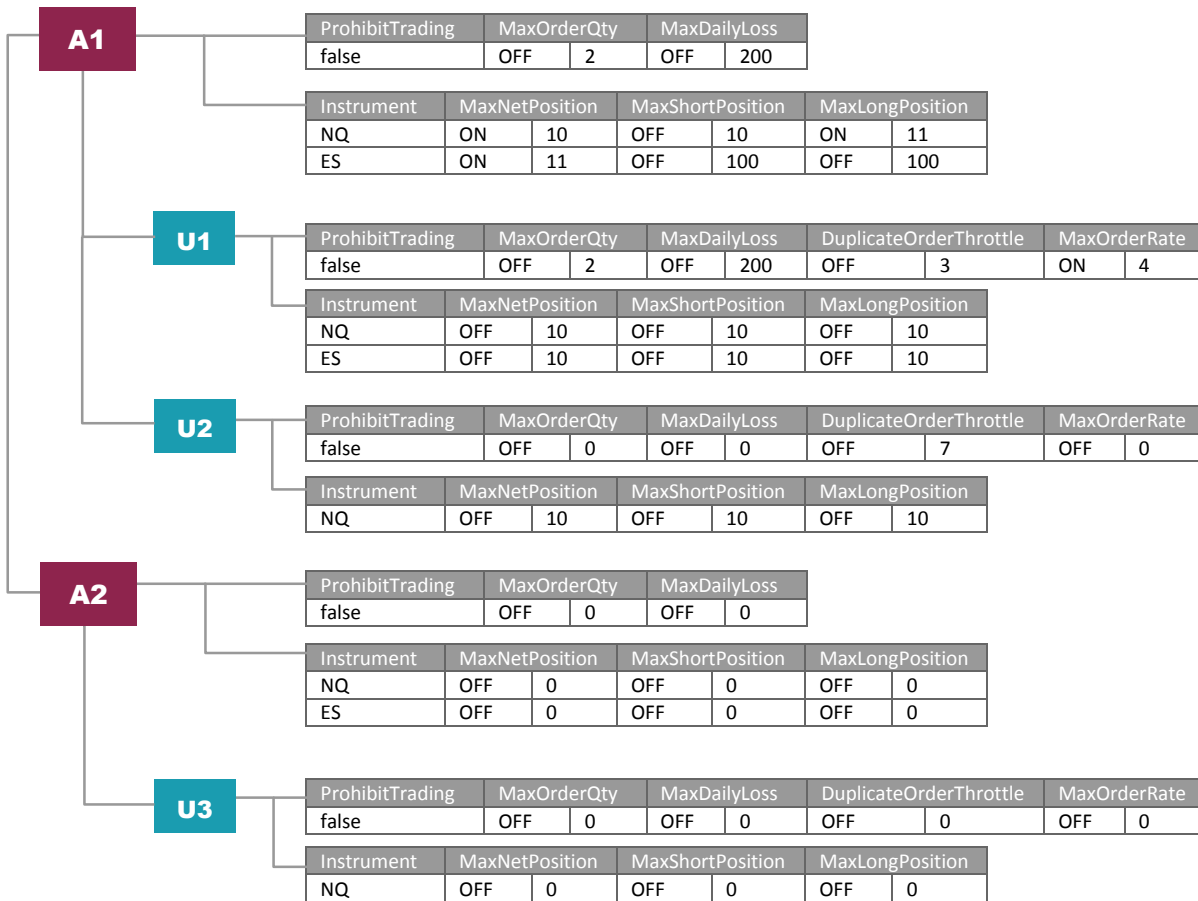 A1
ProhibitTrading MaxOrderQty MaxDailyLoss
false OFF 2 OFF 200
Instrument MaxNetPosition MaxShortPosition MaxLongPosition
NQ ON 10 OFF 10 ON 11
ES ON 11 OFF 100 OFF 100
U1
ProhibitTrading MaxOrderQty MaxDailyLoss DuplicateOrderThrottle MaxOrderRate
false OFF 2 OFF 200 OFF 3 ON 4
Instrument MaxNetPosition MaxShortPosition MaxLongPosition
NQ OFF 10 OFF 10 OFF 10
ES OFF 10 OFF 10 OFF 10
U2
ProhibitTrading MaxOrderQty MaxDailyLoss DuplicateOrderThrottle MaxOrderRate
false OFF 0 OFF 0 OFF 7 OFF 0
Instrument MaxNetPosition MaxShortPosition MaxLongPosition
NQ OFF 10 OFF 10 OFF 10
A2
ProhibitTrading MaxOrderQty MaxDailyLoss
false OFF 0 OFF 0
Instrument MaxNetPosition MaxShortPosition MaxLongPosition
NQ OFF 0 OFF 0 OFF 0
ES OFF 0 OFF 0 OFF 0
U3
ProhibitTrading MaxOrderQty MaxDailyLoss DuplicateOrderThrottle MaxOrderRate
false OFF 0 OFF 0 OFF 0 OFF 0
Instrument MaxNetPosition MaxShortPosition MaxLongPosition
NQ OFF 0 OFF 0 OFF 0